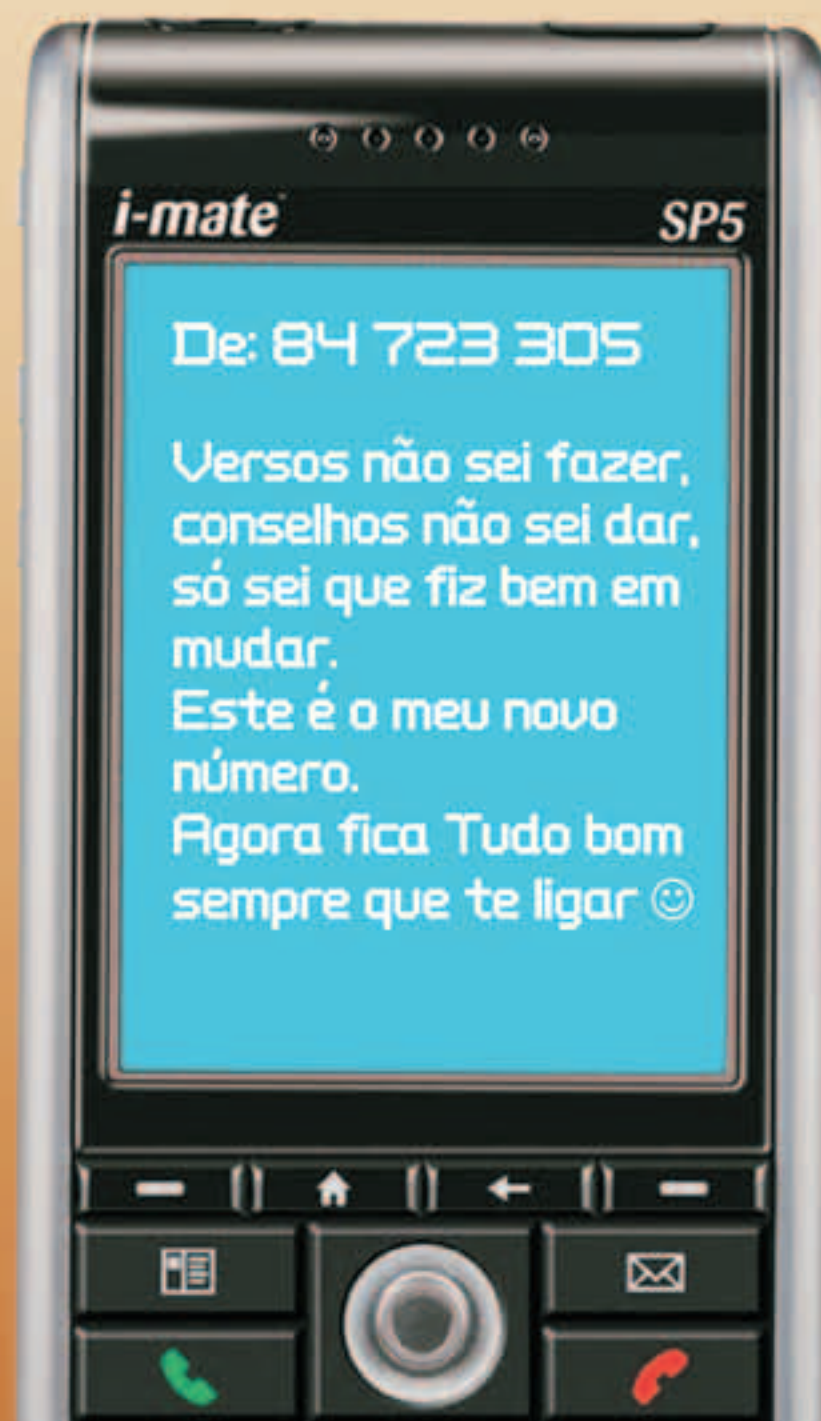 i-mate SP5
De: 84 723 305
Versos não sei fazer,
conselhos não sei dar,
só sei que fiz bem em
mudar.
Este é o meu novo
número.
Agora fica Tudo bom
sempre que te ligar ☺